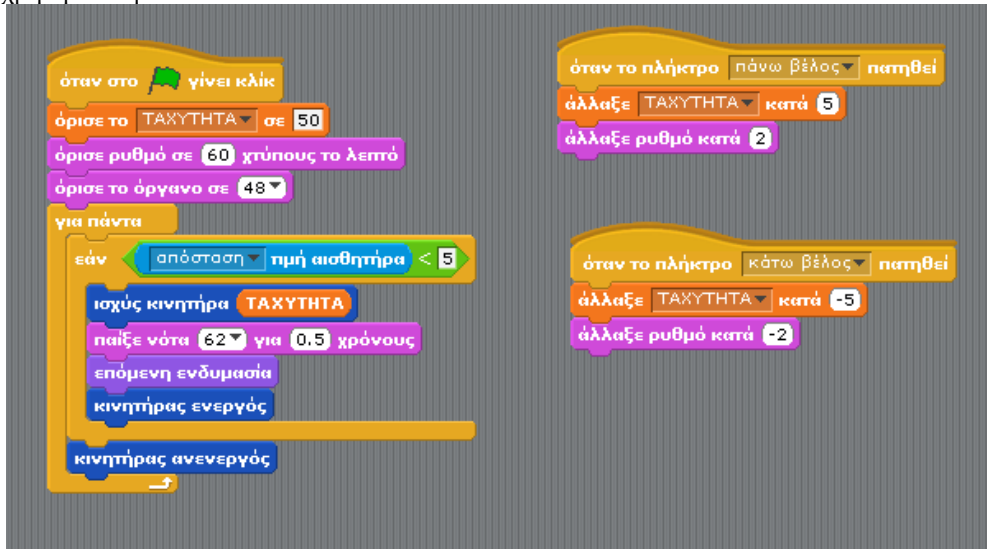 όταν στο γίνει κλίκ
όρισε το ΤΑΧΥΤΗΤΑ σε 50
όρισε ρυθμό σε 60 χτύπους το λεπτό
όρισε το όργανο σε 48
για πάντα
εάν απόσταση τιμή αισθητήρα < 5
ισχύς κινητήρα ΤΑΧΥΤΗΤΑ
παίξε νότα 62 για 0.5 χρόνους
επόμενη ενδυμασία
κινητήρας ενεργός
κινητήρας ανενεργός
όταν το πλήκτρο πάνω βέλος πατηθεί
άλλαξε ΤΑΧΥΤΗΤΑ κατά 5
άλλαξε ρυθμό κατά 2
όταν το πλήκτρο κάτω βέλος πατηθεί
άλλαξε ΤΑΧΥΤΗΤΑ κατά -5
άλλαξε ρυθμό κατά -2